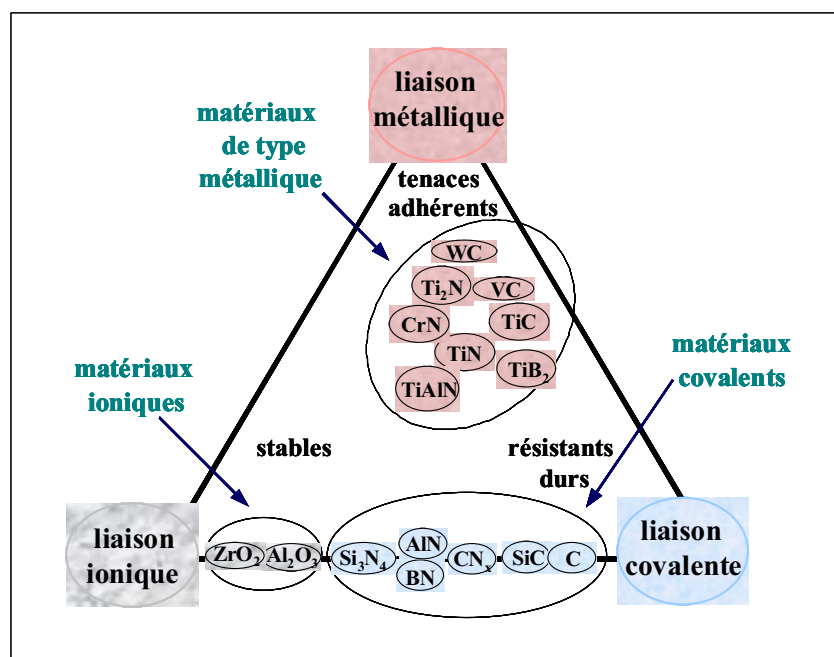 liaison
métallique
matériaux
de type
métallique
tenaces
adhérents
WC
Ti₂N
VC
CrN
TiC
TiN
TiB₂
TiAlN
matériaux
covalents
matériaux
ioniques
stables
résistants
durs
liaison
ionique
ZrO₂
Al₂O₃
Si₃N₄
AlN
BN
CNₓ
SiC
C
liaison
covalente